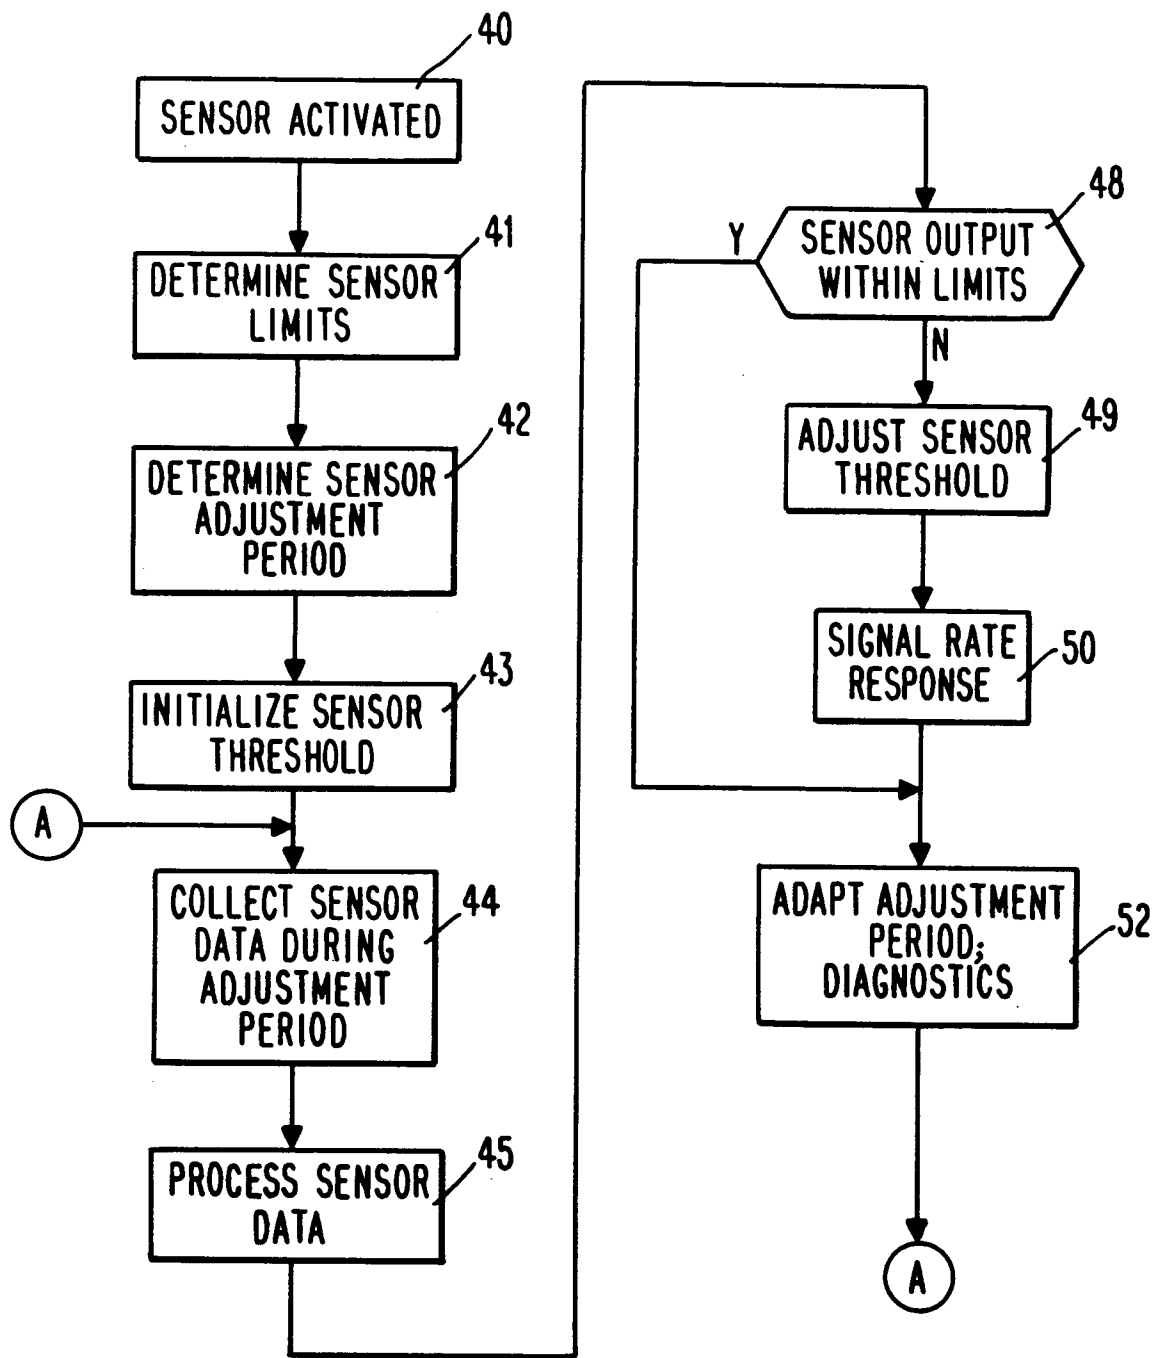 40
SENSOR ACTIVATED
41
DETERMINE SENSOR
LIMITS
42
DETERMINE SENSOR
ADJUSTMENT
PERIOD
43
INITIALIZE SENSOR
THRESHOLD
A
44
COLLECT SENSOR
DATA DURING
ADJUSTMENT
PERIOD
45
PROCESS SENSOR
DATA
48
Y
SENSOR OUTPUT
WITHIN LIMITS
N
49
ADJUST SENSOR
THRESHOLD
50
SIGNAL RATE
RESPONSE
52
ADAPT ADJUSTMENT
PERIOD;
DIAGNOSTICS
A